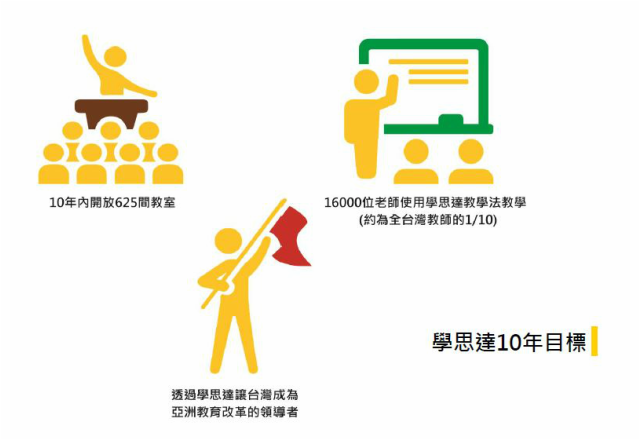 10年內開放625間教室
16000位老師使用學思達教學法教學
(約為全台灣教師的1/10)
透過學思達讓台灣成為
亞洲教育改革的領導者
學思達10年目標